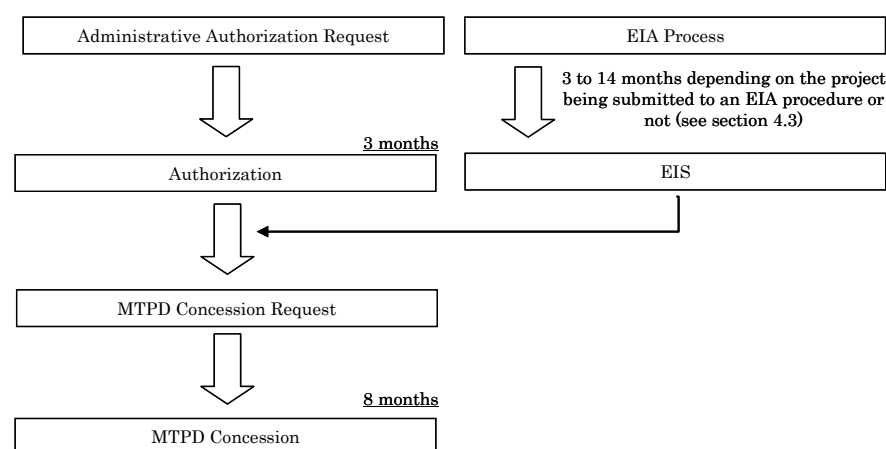 Administrative Authorization Request
EIA Process
3 to 14 months depending on the project
being submitted to an EIA procedure or
not (see section 4.3)
3 months
Authorization
EIS
MTPD Concession Request
8 months
MTPD Concession